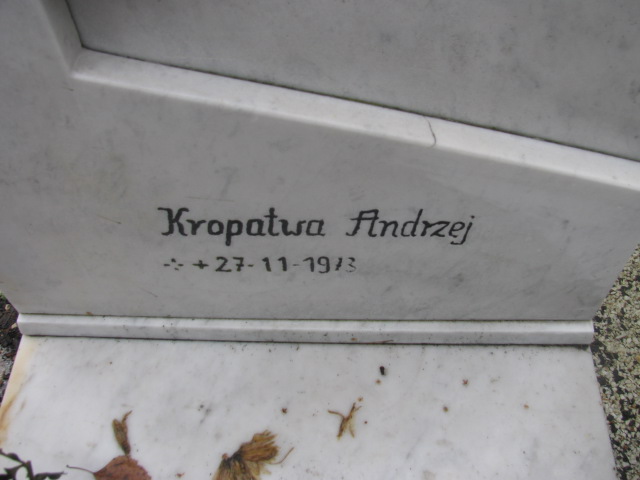 Kropatwa Andrzej
⁘ + 27-11-1973